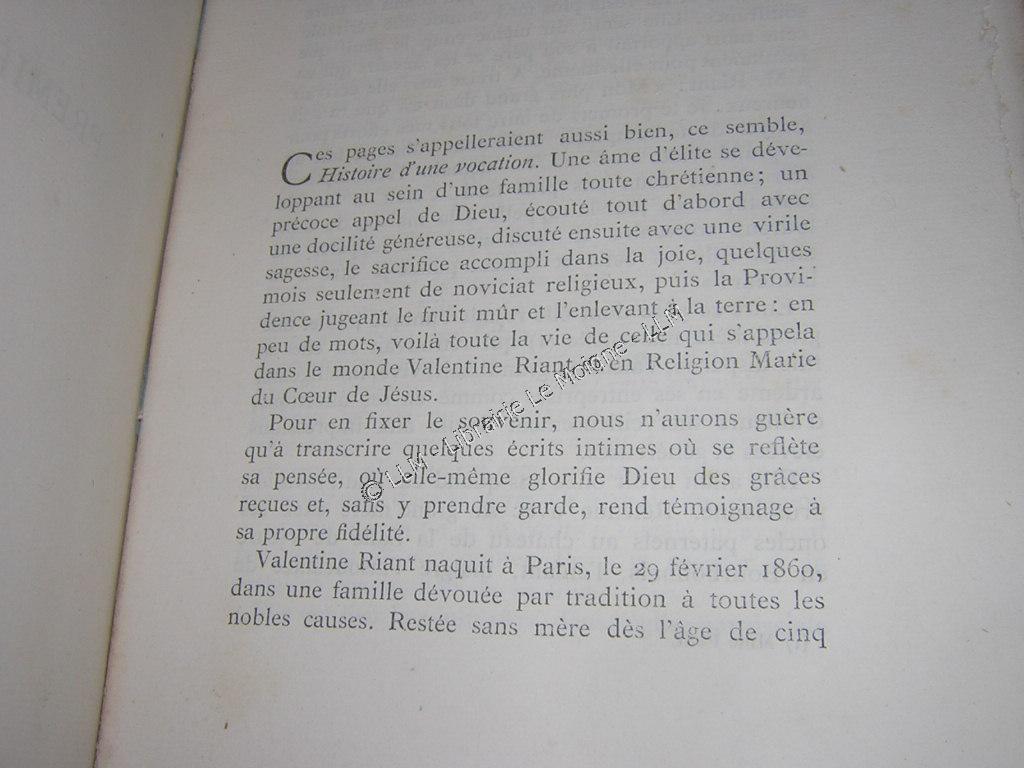 Ces pages s'appelleraient aussi bien, ce semble,
Histoire d'une vocation. Une âme d'élite se déve-
loppant au sein d'une famille toute chrétienne; un
précoce appel de Dieu, écouté tout d'abord avec
une docilité généreuse, discuté ensuite avec une virile
sagesse, le sacrifice accompli dans la joie, quelques
mois seulement de noviciat religieux, puis la Provi-
dence jugeant le fruit mûr et l'enlevant à la terre: en
peu de mots, voilà toute la vie de celle qui s'appela
dans le monde Valentine Riant et en Religion Marie
du Cœur de Jésus.
Pour en fixer le souvenir, nous n'aurons guère
qu'à transcrire quelques écrits intimes où se reflète
sa pensée, où elle-même glorifie Dieu des grâces
reçues et, sans y prendre garde, rend témoignage à
sa propre fidélité.
Valentine Riant naquit à Paris, le 29 février 1860,
dans une famille dévouée par tradition à toutes les
nobles causes. Restée sans mère dès l'âge de cinq
© LLM - Librairie Le Moigne - LLM